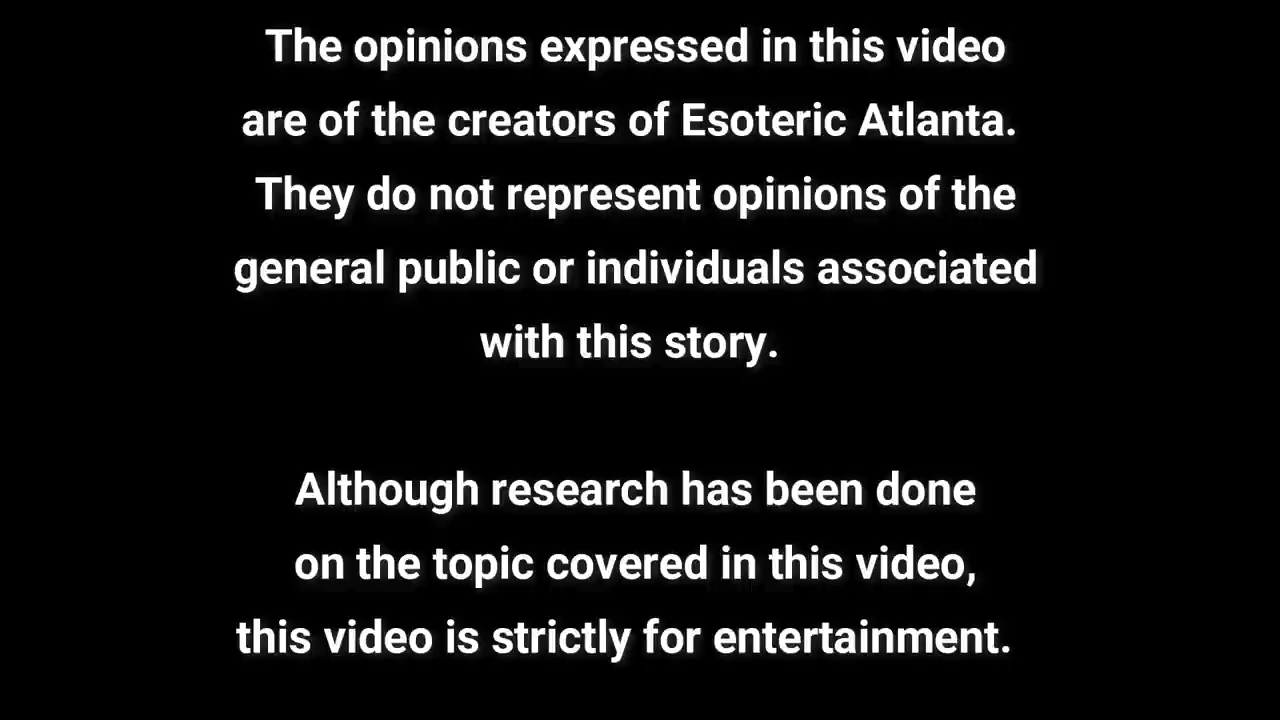 The opinions expressed in this video
are of the creators of Esoteric Atlanta.
They do not represent opinions of the
general public or individuals associated
with this story.
Although research has been done
on the topic covered in this video,
this video is strictly for entertainment.